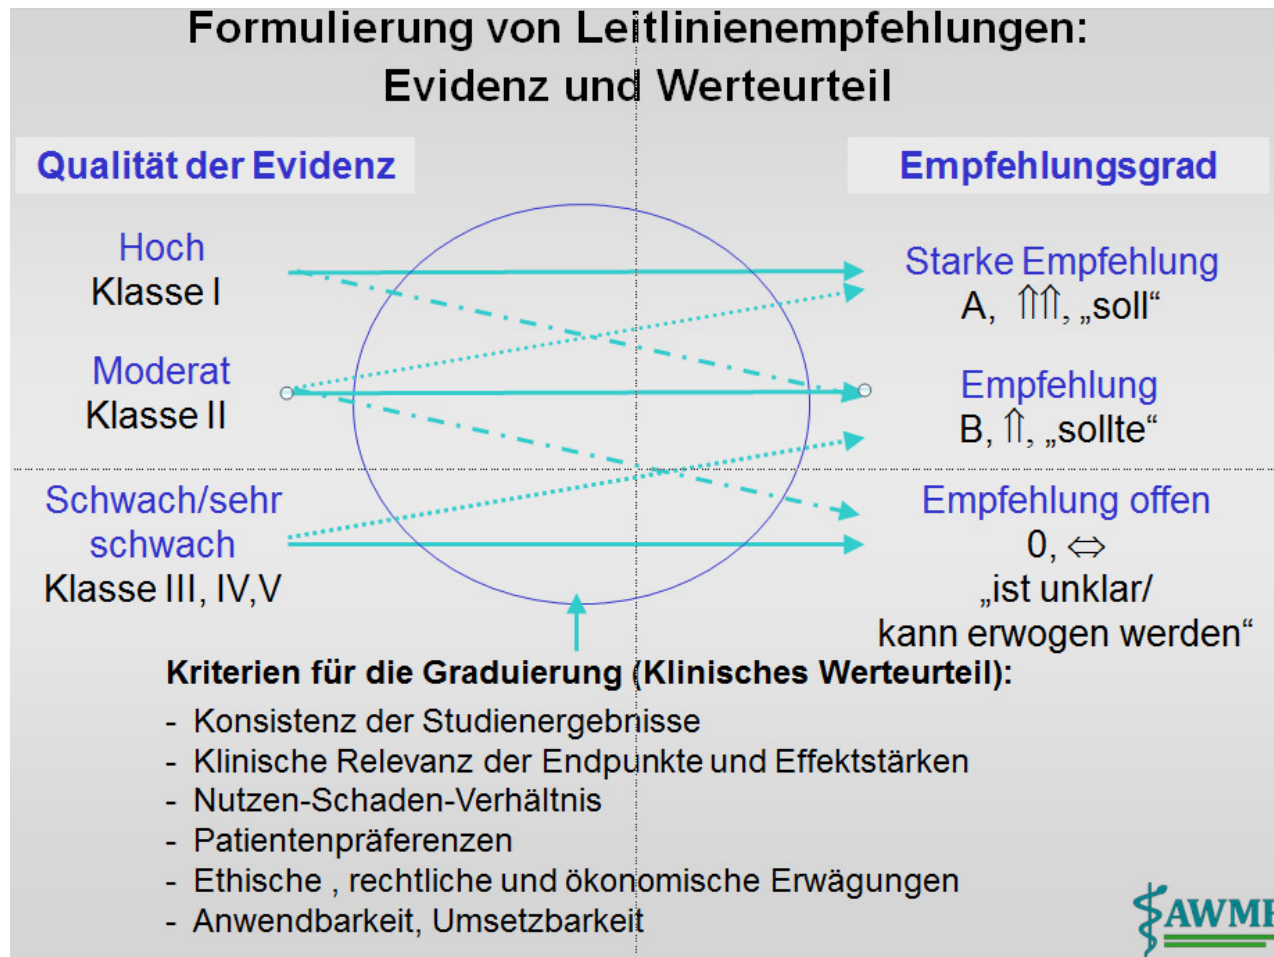 Formulierung von Leitlinienempfehlungen:
Evidenz und Werteurteil
Qualität der Evidenz
Empfehlungsgrad
Hoch
Klasse I
Starke Empfehlung
A, ⇑⇑, „soll“
Moderat
Klasse II
Empfehlung
B, ⇑, „sollte“
Schwach/sehr
schwach
Klasse III, IV,V
Empfehlung offen
0, ⇔
„ist unklar/
kann erwogen werden“
Kriterien für die Graduierung (Klinisches Werteurteil):
- Konsistenz der Studienergebnisse
- Klinische Relevanz der Endpunkte und Effektstärken
- Nutzen-Schaden-Verhältnis
- Patientenpräferenzen
- Ethische , rechtliche und ökonomische Erwägungen
- Anwendbarkeit, Umsetzbarkeit
AWMF